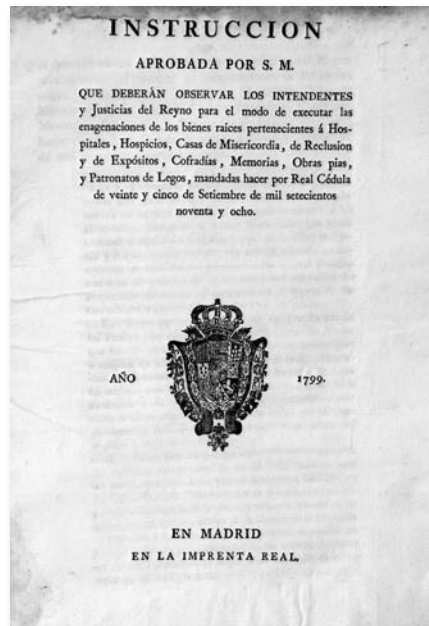 INSTRUCCION
APROBADA POR S. M.
QUE DEBERÁN OBSERVAR LOS INTENDENTES
y Justicias del Reyno para el modo de executar las
enagenaciones de los bienes raices pertenecientes á Hos-
pitales, Hospicios, Casas de Misericordia, de Reclusion
y de Expósitos, Cofradías, Memorias, Obras pias,
y Patronatos de Legos, mandadas hacer por Real Cédula
de veinte y cinco de Setiembre de mil setecientos
noventa y ocho.
AÑO 1799.
EN MADRID
EN LA IMPRENTA REAL.